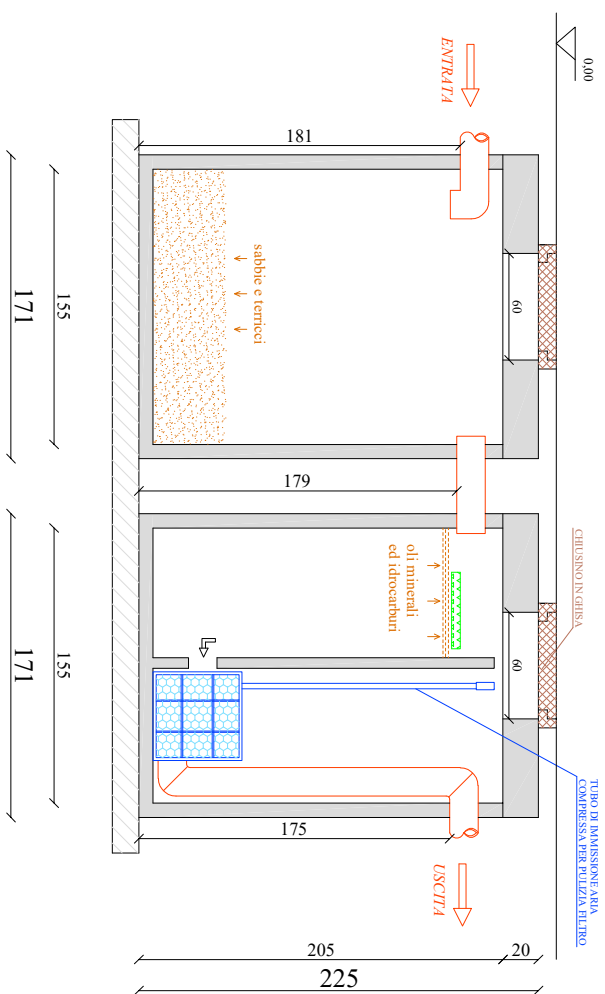 0,00
ENTRATA
181
sabbie e terricci
60
155
171
179
CHIUSINO IN GHISA
oli minerali
ed idrocarburi
60
155
171
TUBO DI IMMISSIONE ARIA
COMPRESSA PER PULIZIA FILTRO
175
USCITA
205
20
225